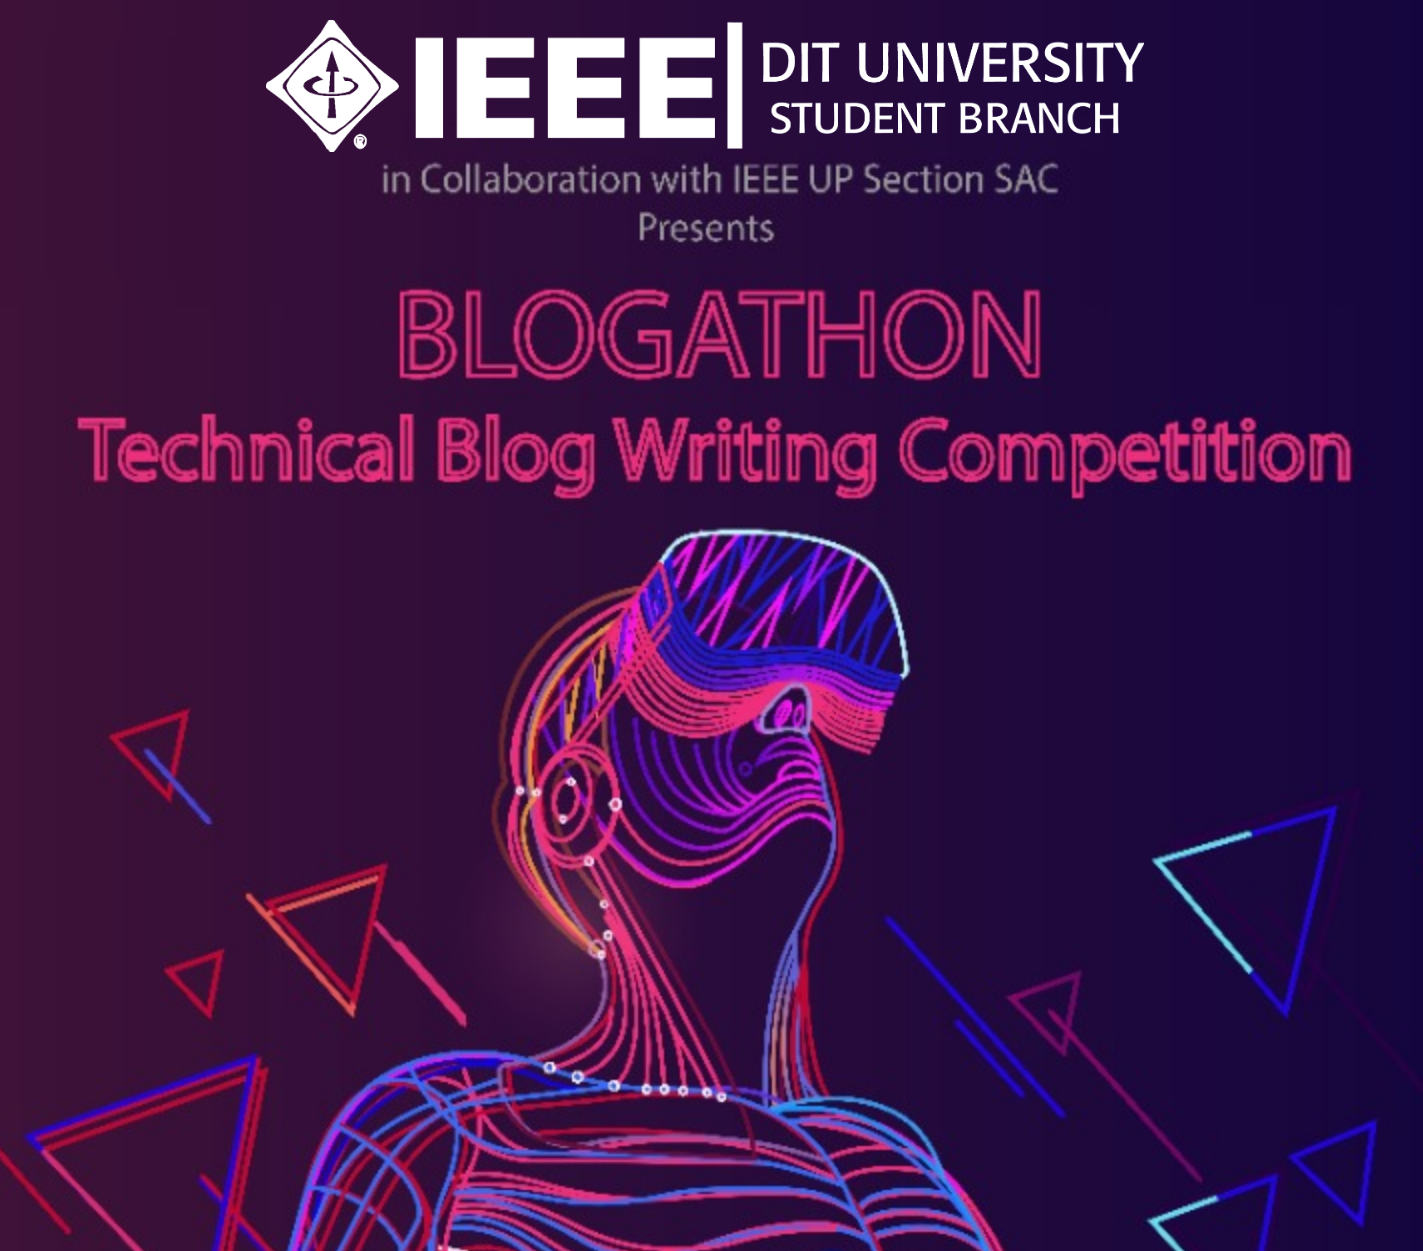 IEEE DIT UNIVERSITY
STUDENT BRANCH
®
in Collaboration with IEEE UP Section SAC
Presents
BLOGATHON
Technical Blog Writing Competition